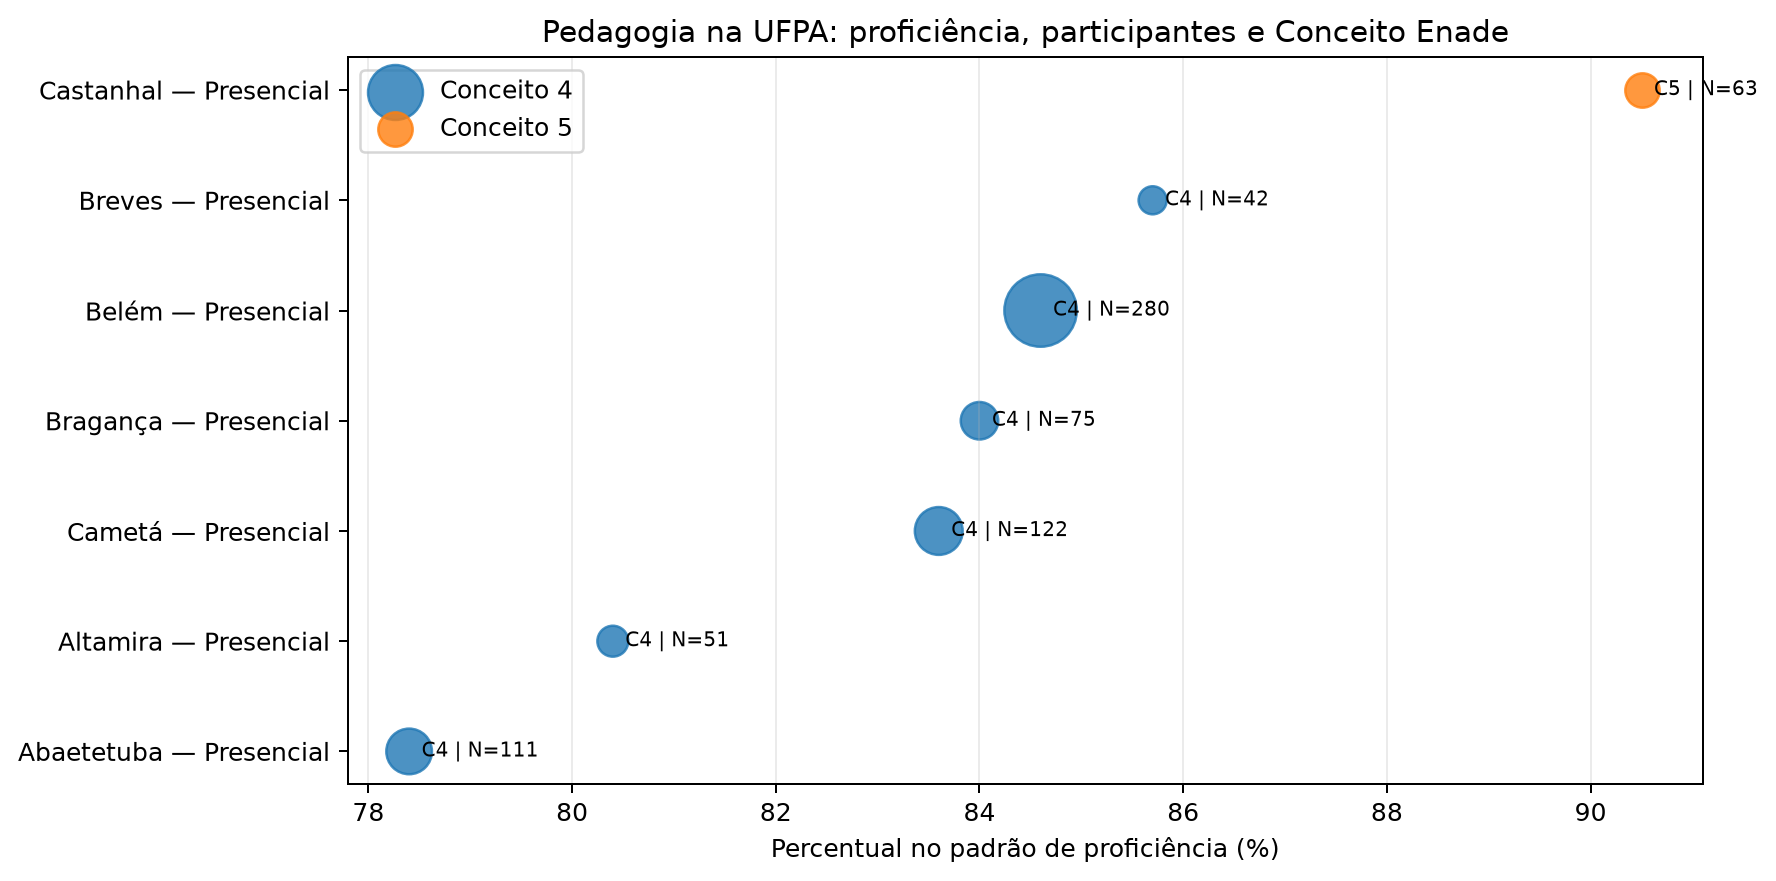 Pedagogia na UFPA: proficiência, participantes e Conceito Enade
Conceito 4
Conceito 5
Castanhal — Presencial
C5 | N=63
Breves — Presencial
C4 | N=42
Belém — Presencial
C4 | N=280
Bragança — Presencial
C4 | N=75
Cametá — Presencial
C4 | N=122
Altamira — Presencial
C4 | N=51
Abaetetuba — Presencial
C4 | N=111
78 80 82 84 86 88 90
Percentual no padrão de proficiência (%)